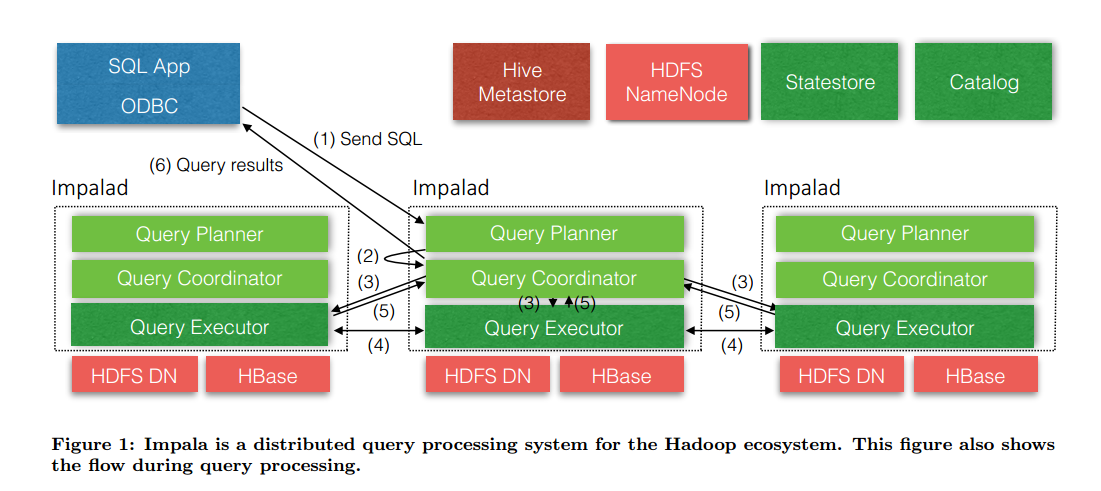 SQL App
ODBC
Hive
Metastore
HDFS
NameNode
Statestore
Catalog
(1) Send SQL
(6) Query results
Impalad
Impalad
Impalad
Query Planner
Query Planner
Query Planner
(2)
Query Coordinator
Query Coordinator
Query Coordinator
(3)
(3)
(3)
(5)
(5)
(5)
Query Executor
Query Executor
Query Executor
(4)
(4)
HDFS DN
HBase
HDFS DN
HBase
HDFS DN
HBase
Figure 1: Impala is a distributed query processing system for the Hadoop ecosystem. This figure also shows
the flow during query processing.